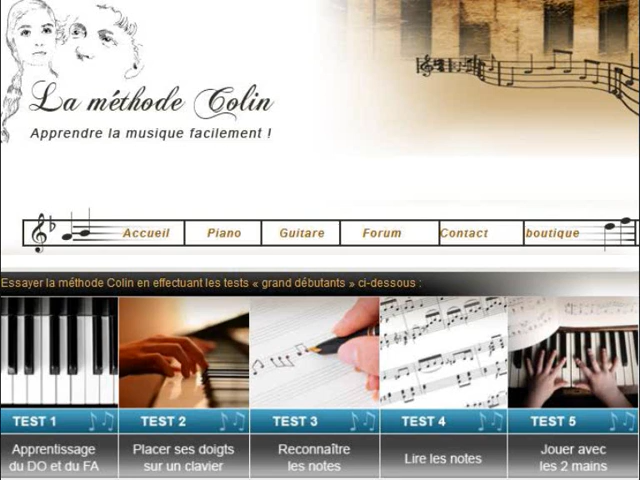 La méthode Colin
Apprendre la musique facilement !
Accueil Piano Guitare Forum Contact boutique
Essayer la méthode Colin en effectuant les tests « grand débutants » ci-dessous :
TEST 1 TEST 2 TEST 3 TEST 4 TEST 5
Apprentissage
du DO et du FA
Placer ses doigts
sur un clavier
Reconnaître
les notes
Lire les notes
Jouer avec
les 2 mains